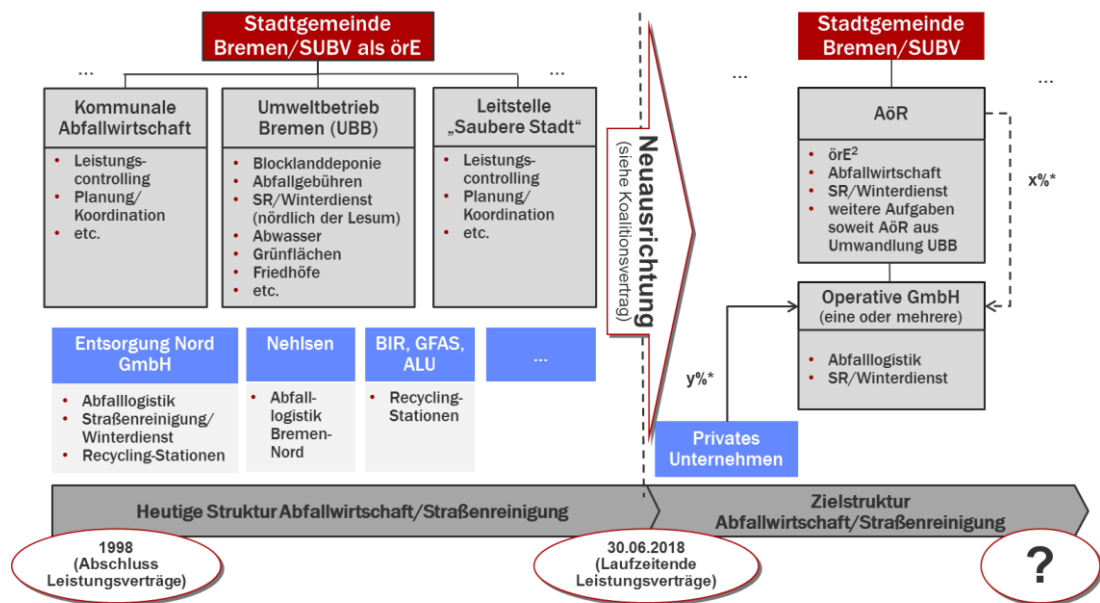 Stadtgemeinde
Bremen/SUBV als örE
...
...
Kommunale
Abfallwirtschaft
• Leistungs-
controlling
• Planung/
Koordination
• etc.
Umweltbetrieb
Bremen (UBB)
• Blocklanddeponie
• Abfallgebühren
• SR/Winterdienst
(nördlich der Lesum)
• Abwasser
• Grünflächen
• Friedhöfe
• etc.
Leitstelle
„Saubere Stadt“
• Leistungs-
controlling
• Planung/
Koordination
• etc.
Entsorgung Nord
GmbH
• Abfalllogistik
• Straßenreinigung/
Winterdienst
• Recycling-Stationen
Nehlsen
• Abfall-
logistik
Bremen-
Nord
BIR, GFAS,
ALU
• Recycling-
Stationen
...
Neuausrichtung
(siehe Koalitionsvertrag)
Stadtgemeinde
Bremen/SUBV
...
...
AöR
• örE²
• Abfallwirtschaft
• SR/Winterdienst
• weitere Aufgaben
soweit AöR aus
Umwandlung UBB
x%*
Operative GmbH
(eine oder mehrere)
• Abfalllogistik
• SR/Winterdienst
y%*
Privates
Unternehmen
Heutige Struktur Abfallwirtschaft/Straßenreinigung
Zielstruktur
Abfallwirtschaft/Straßenreinigung
1998
(Abschluss
Leistungsverträge)
30.06.2018
(Laufzeitende
Leistungsverträge)
?